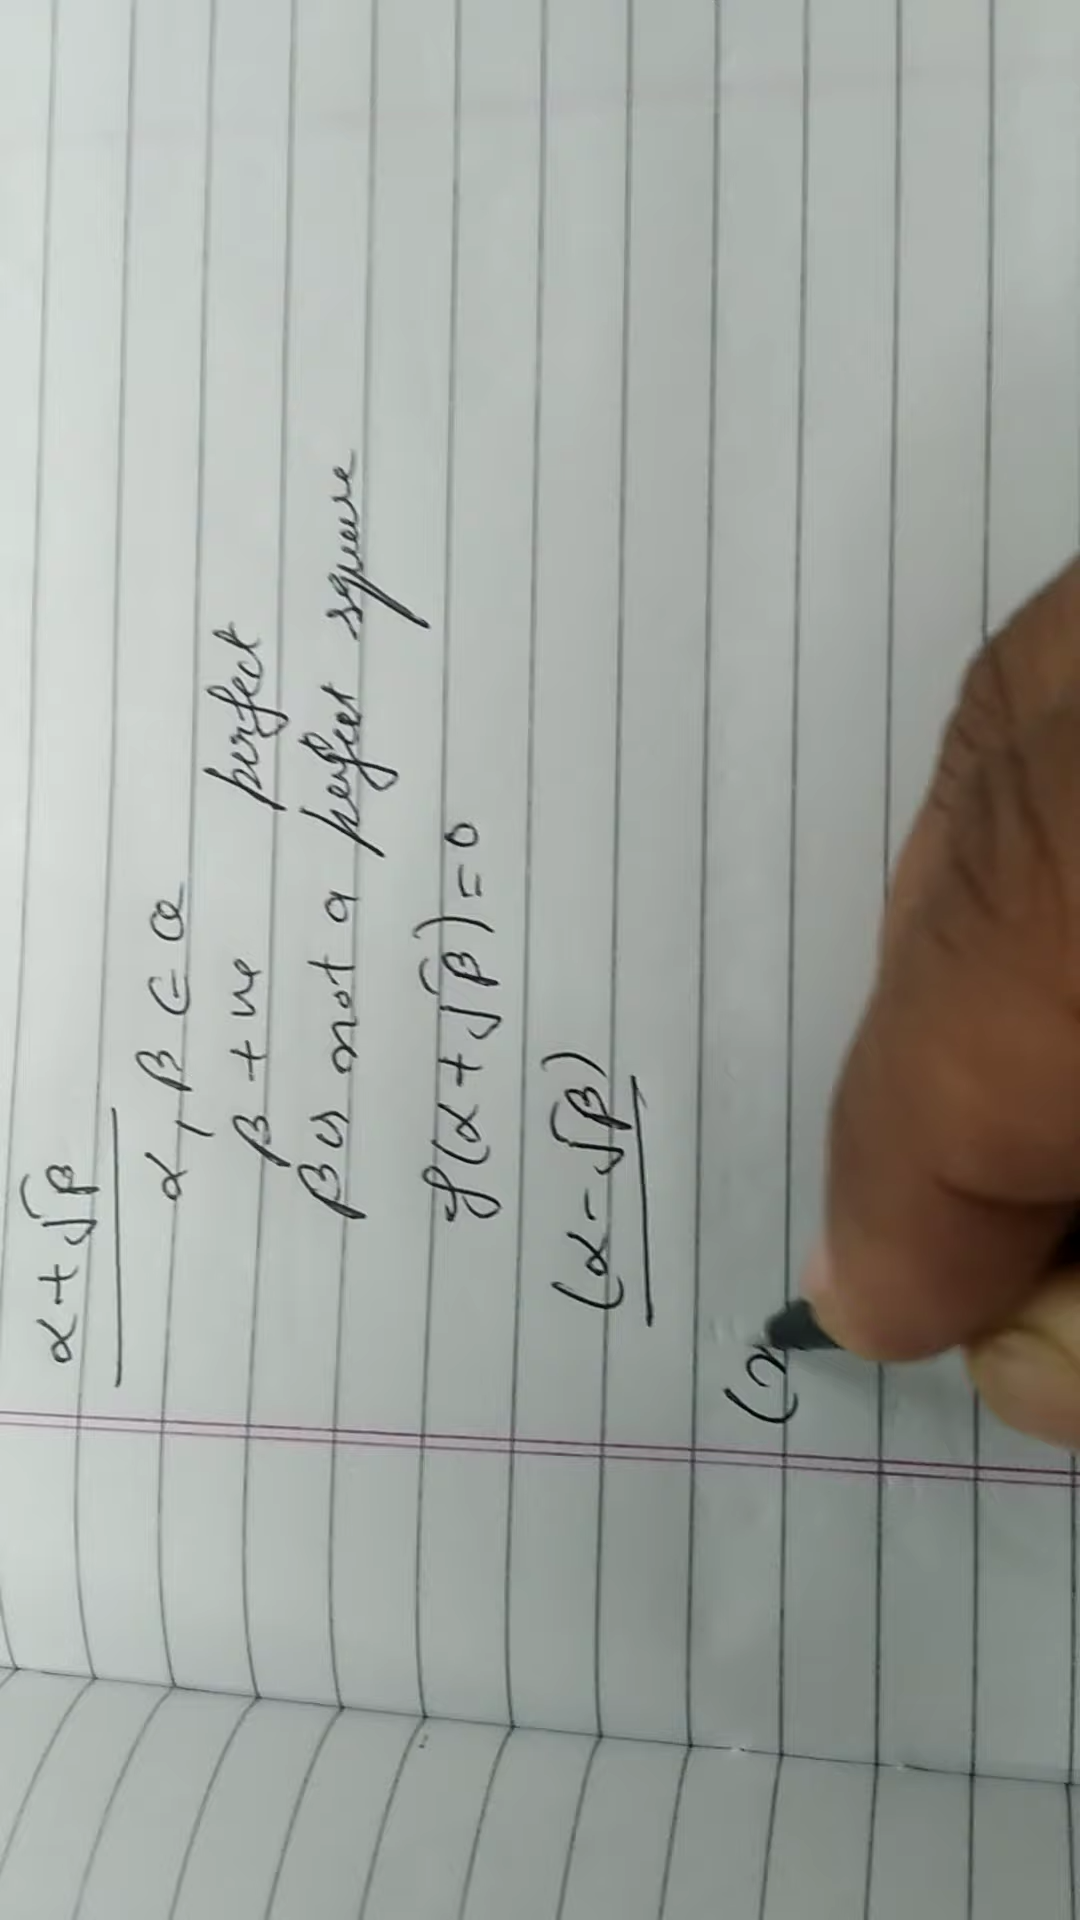 α+√β
α, β ∈ Q
β +ve perfect
β is not a perfect square
f(α+√β)=0
(α-√β)
(x